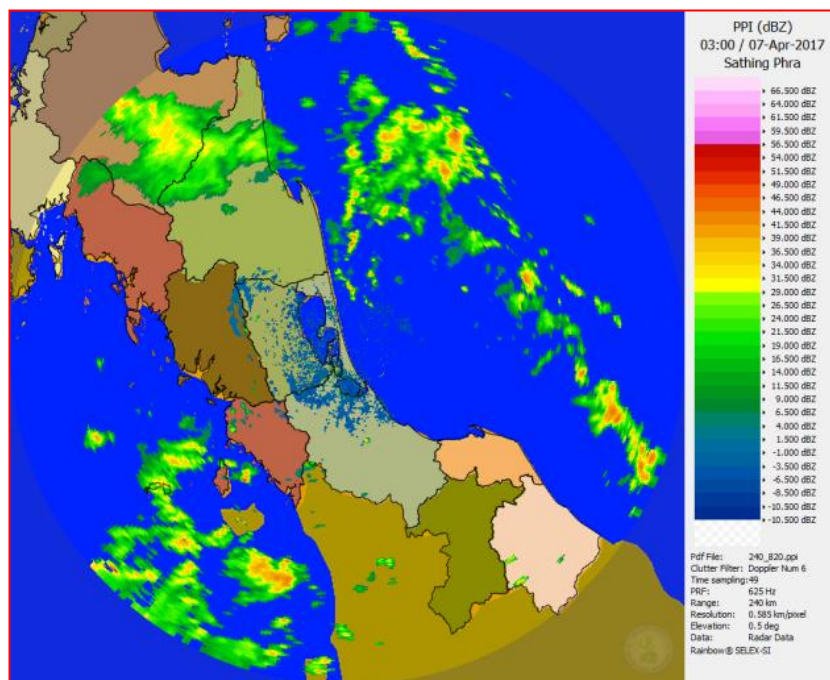 PPI (dBZ)
03:00 / 07-Apr-2017
Sathing Phra
66.500 dBZ
64.000 dBZ
61.500 dBZ
59.500 dBZ
56.500 dBZ
54.000 dBZ
51.500 dBZ
49.000 dBZ
46.500 dBZ
44.000 dBZ
41.500 dBZ
39.000 dBZ
36.500 dBZ
34.000 dBZ
31.500 dBZ
29.000 dBZ
26.500 dBZ
24.000 dBZ
21.500 dBZ
19.000 dBZ
16.500 dBZ
14.000 dBZ
11.500 dBZ
9.000 dBZ
6.500 dBZ
4.000 dBZ
1.500 dBZ
-1.000 dBZ
-3.500 dBZ
-6.500 dBZ
-8.500 dBZ
-10.500 dBZ
-10.500 dBZ
Pdf File: 240_820.ppi
Clutter Filter: Doppler Num 6
Time sampling:49
PRF: 625 Hz
Range: 240 km
Resolution: 0.585 km/pixel
Elevation: 0.5 deg
Data: Radar Data
Rainbow® SELEX-SI